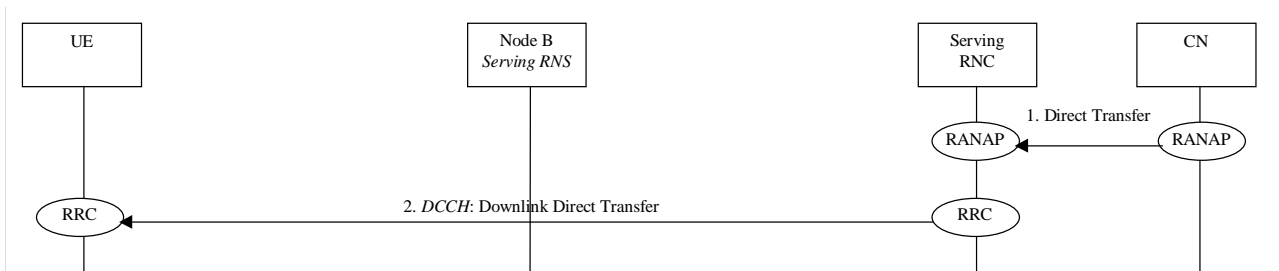 UE
Node B
Serving RNS
Serving
RNC
CN
1. Direct Transfer
RANAP
RANAP
2. DCCH: Downlink Direct Transfer
RRC
RRC